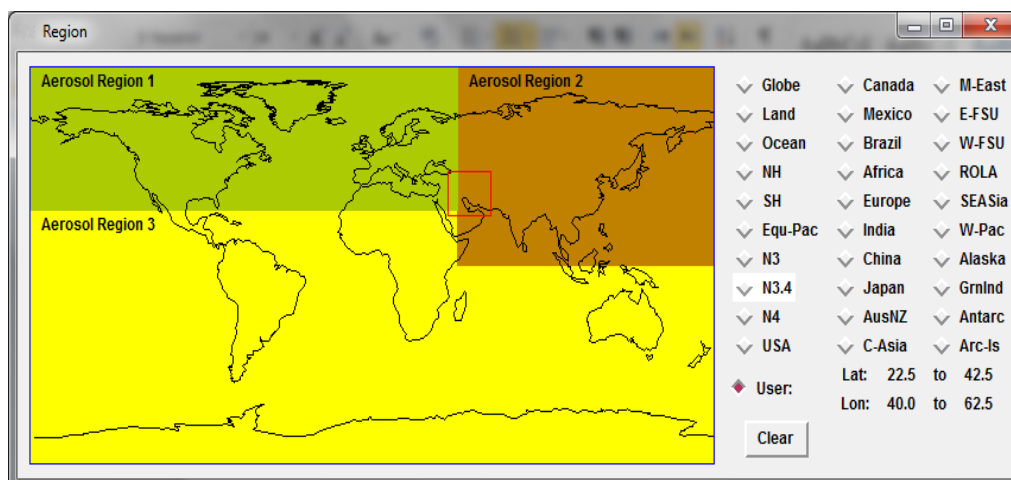 Region
Aerosol Region 1
Aerosol Region 2
Aerosol Region 3
Globe Canada M-East
Land Mexico E-FSU
Ocean Brazil W-FSU
NH Africa ROLA
SH Europe SEASia
Equ-Pac India W-Pac
N3 China Alaska
N3.4 Japan Grnlnd
N4 AusNZ Antarc
USA C-Asia Arc-Is
User: Lat: 22.5 to 42.5
Lon: 40.0 to 62.5
Clear